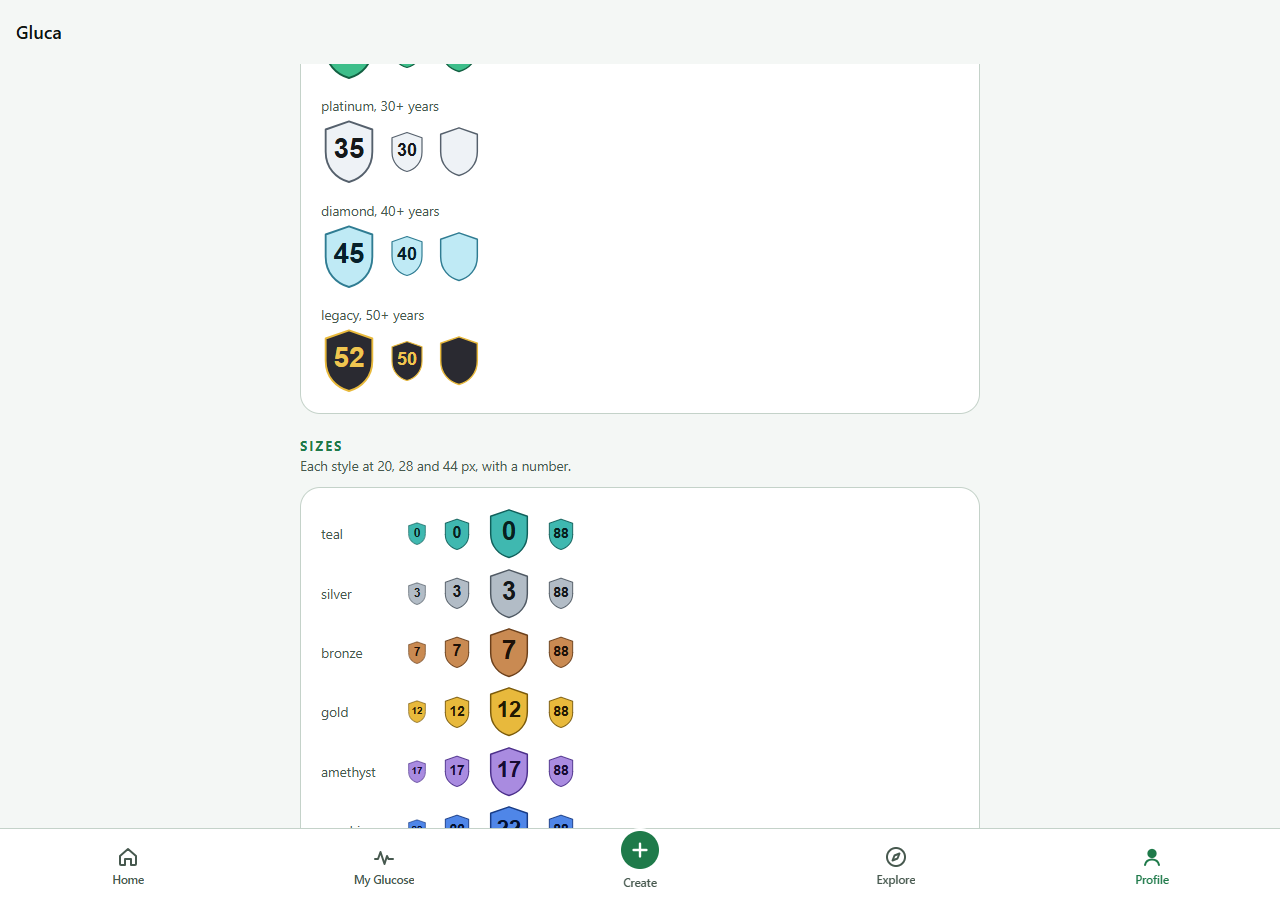 Gluca
platinum, 30+ years
35 30
diamond, 40+ years
45 40
legacy, 50+ years
52 50
SIZES
Each style at 20, 28 and 44 px, with a number.
teal 0 0 0 88
silver 3 3 3 88
bronze 7 7 7 88
gold 12 12 12 88
amethyst 17 17 17 88
Home My Glucose Create Explore Profile